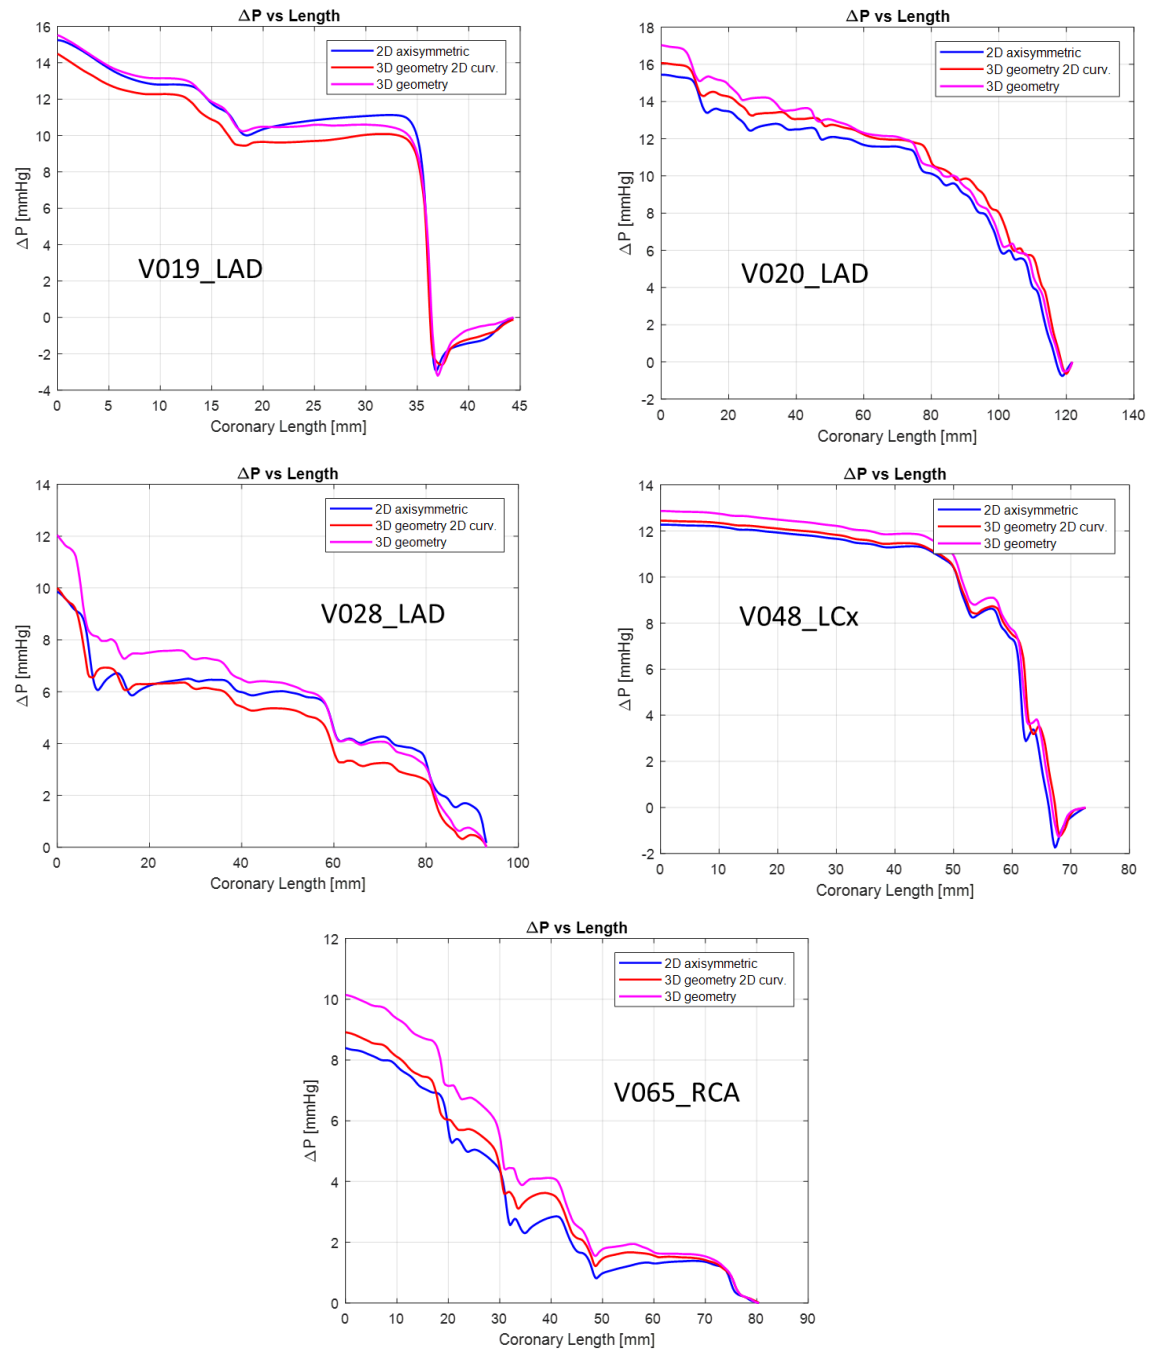 ΔP vs Length
16
14
12
10
8
6
4
2
0
-2
-4
ΔP [mmHg]
2D axisymmetric
3D geometry 2D curv.
3D geometry
V019_LAD
0 5 10 15 20 25 30 35 40 45
Coronary Length [mm]
ΔP vs Length
18
16
14
12
10
8
6
4
2
0
-2
ΔP [mmHg]
2D axisymmetric
3D geometry 2D curv.
3D geometry
V020_LAD
0 20 40 60 80 100 120 140
Coronary Length [mm]
ΔP vs Length
14
12
10
8
6
4
2
0
ΔP [mmHg]
2D axisymmetric
3D geometry 2D curv.
3D geometry
V028_LAD
0 20 40 60 80 100
Coronary Length [mm]
ΔP vs Length
14
12
10
8
6
4
2
0
-2
ΔP [mmHg]
2D axisymmetric
3D geometry 2D curv.
3D geometry
V048_LCx
0 10 20 30 40 50 60 70 80
Coronary Length [mm]
ΔP vs Length
12
10
8
6
4
2
0
ΔP [mmHg]
2D axisymmetric
3D geometry 2D curv.
3D geometry
V065_RCA
0 10 20 30 40 50 60 70 80 90
Coronary Length [mm]